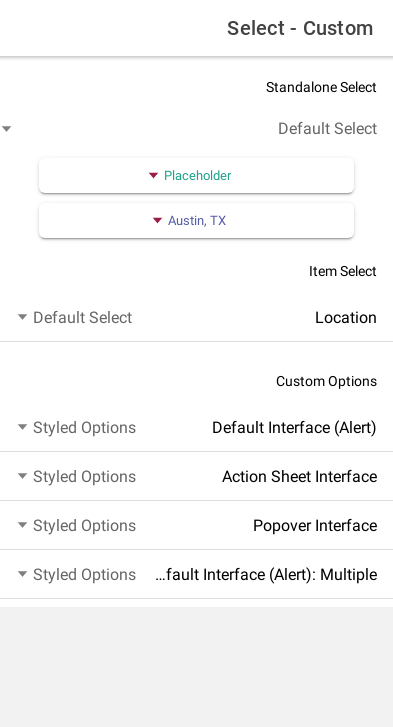 Select - Custom
Standalone Select
Default Select
Placeholder
Austin, TX
Item Select
Location
Default Select
Custom Options
Default Interface (Alert)
Styled Options
Action Sheet Interface
Styled Options
Popover Interface
Styled Options
...fault Interface (Alert): Multiple
Styled Options